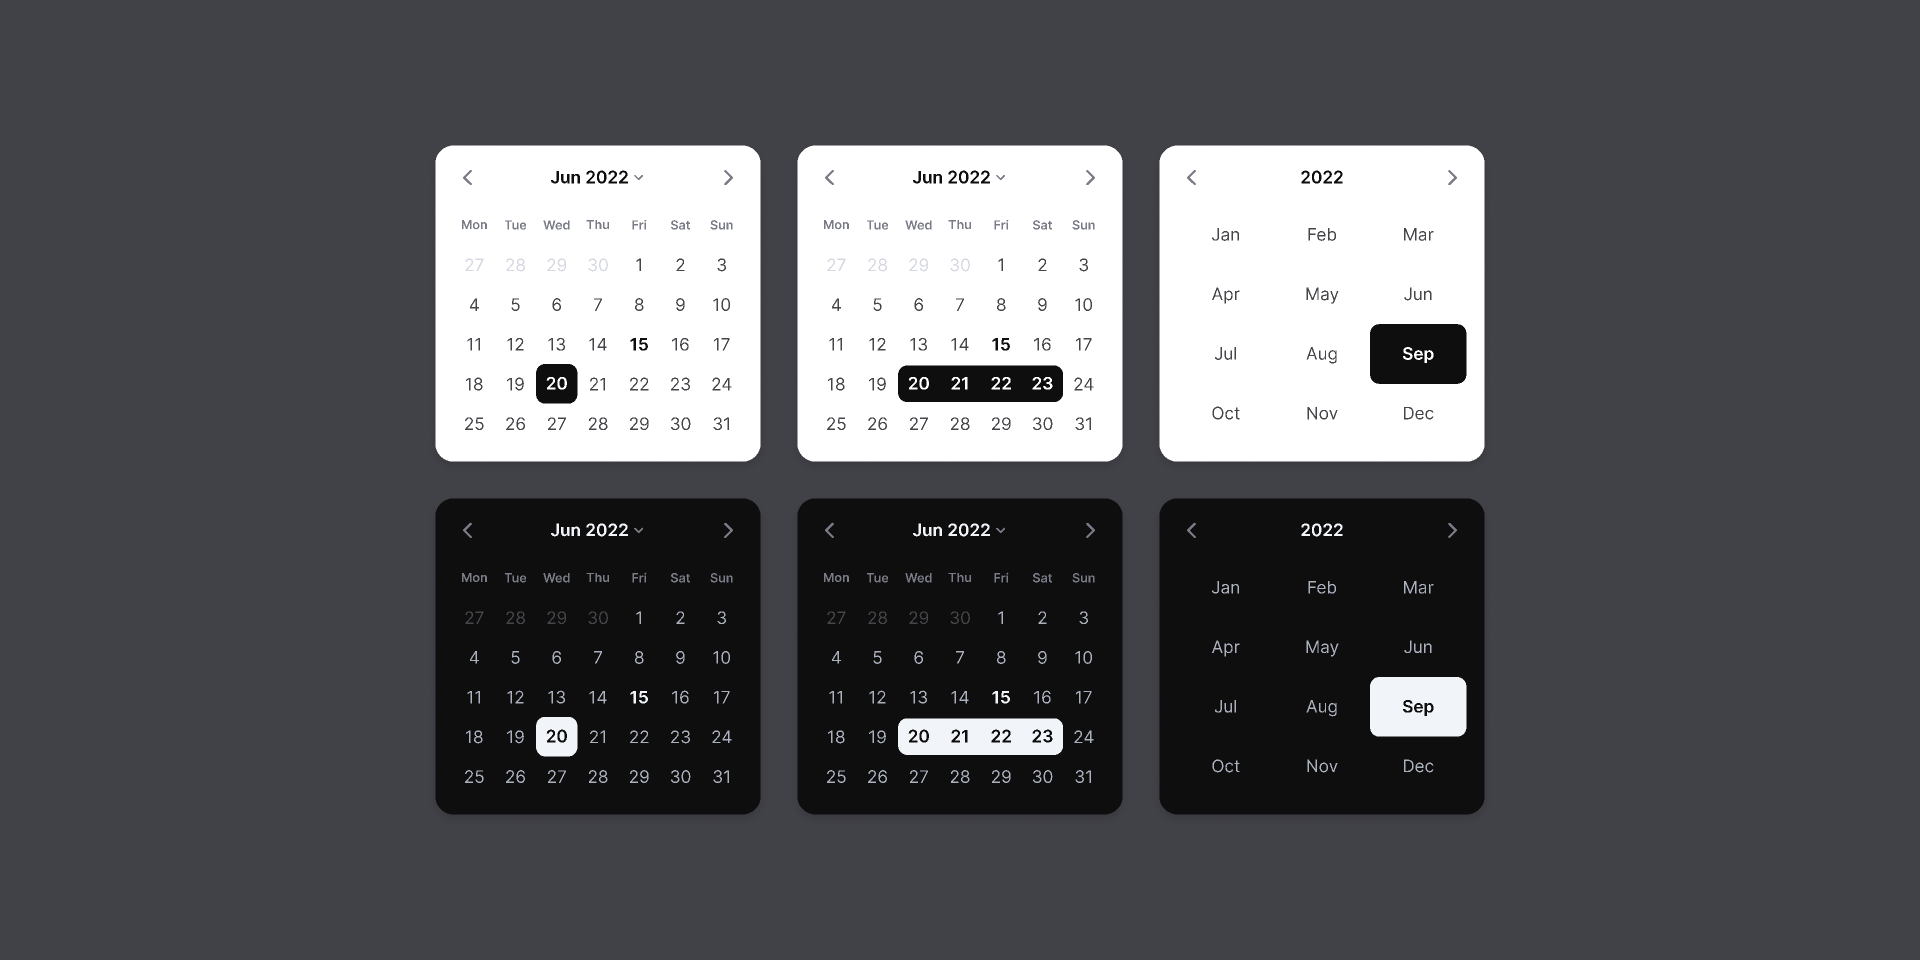 Jun 2022
Mon Tue Wed Thu Fri Sat Sun
27 28 29 30 1 2 3
4 5 6 7 8 9 10
11 12 13 14 15 16 17
18 19 20 21 22 23 24
25 26 27 28 29 30 31
Jun 2022
Mon Tue Wed Thu Fri Sat Sun
27 28 29 30 1 2 3
4 5 6 7 8 9 10
11 12 13 14 15 16 17
18 19 20 21 22 23 24
25 26 27 28 29 30 31
2022
Jan Feb Mar
Apr May Jun
Jul Aug Sep
Oct Nov Dec
Jun 2022
Mon Tue Wed Thu Fri Sat Sun
27 28 29 30 1 2 3
4 5 6 7 8 9 10
11 12 13 14 15 16 17
18 19 20 21 22 23 24
25 26 27 28 29 30 31
Jun 2022
Mon Tue Wed Thu Fri Sat Sun
27 28 29 30 1 2 3
4 5 6 7 8 9 10
11 12 13 14 15 16 17
18 19 20 21 22 23 24
25 26 27 28 29 30 31
2022
Jan Feb Mar
Apr May Jun
Jul Aug Sep
Oct Nov Dec